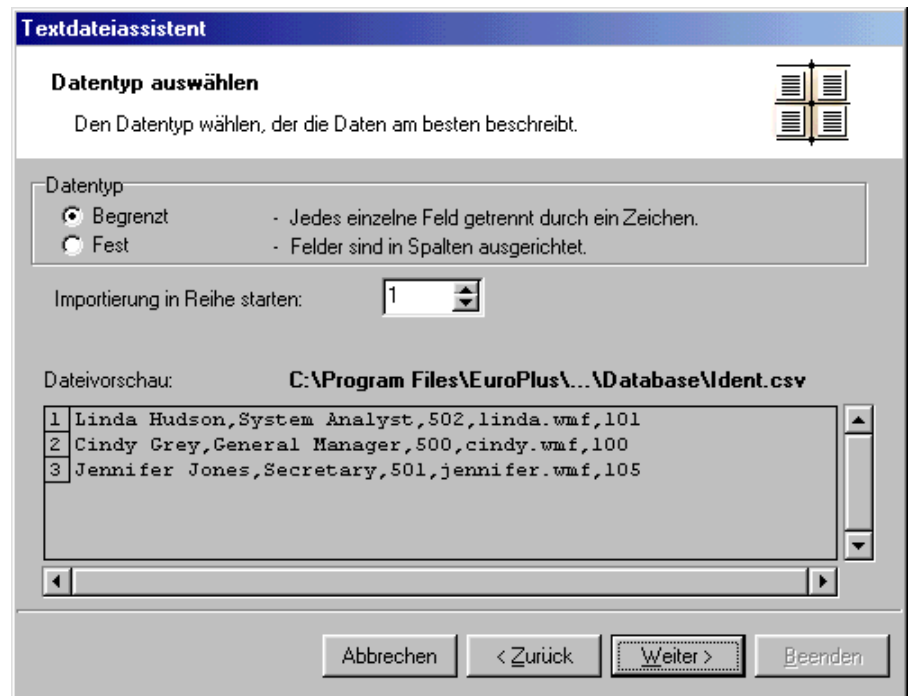 Textdateiassistent
Datentyp auswählen
Den Datentyp wählen, der die Daten am besten beschreibt.
Datentyp
Begrenzt - Jedes einzelne Feld getrennt durch ein Zeichen.
Fest - Felder sind in Spalten ausgerichtet.
Importierung in Reihe starten: 1
Dateivorschau: C:\Program Files\EuroPlus\...\Database\Ident.csv
1 Linda Hudson,System Analyst,502,linda.wmf,101
2 Cindy Grey,General Manager,500,cindy.wmf,100
3 Jennifer Jones,Secretary,501,jennifer.wmf,105
Abbrechen < Zurück Weiter > Beenden